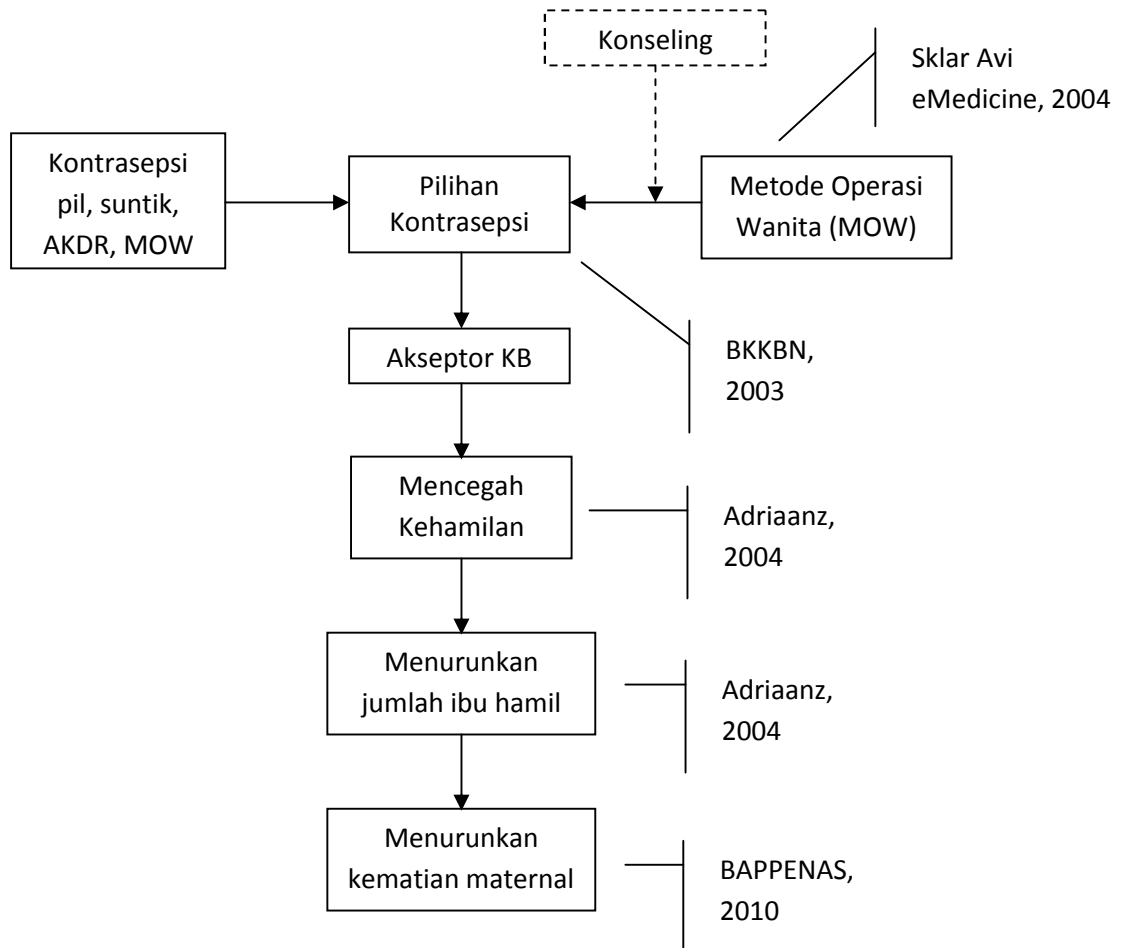 Konseling
Sklar Avi
eMedicine, 2004
Kontrasepsi
pil, suntik,
AKDR, MOW
Pilihan
Kontrasepsi
Metode Operasi
Wanita (MOW)
Akseptor KB
BKKBN,
2003
Mencegah
Kehamilan
Adriaanz,
2004
Menurunkan
jumlah ibu hamil
Adriaanz,
2004
Menurunkan
kematian maternal
BAPPENAS,
2010